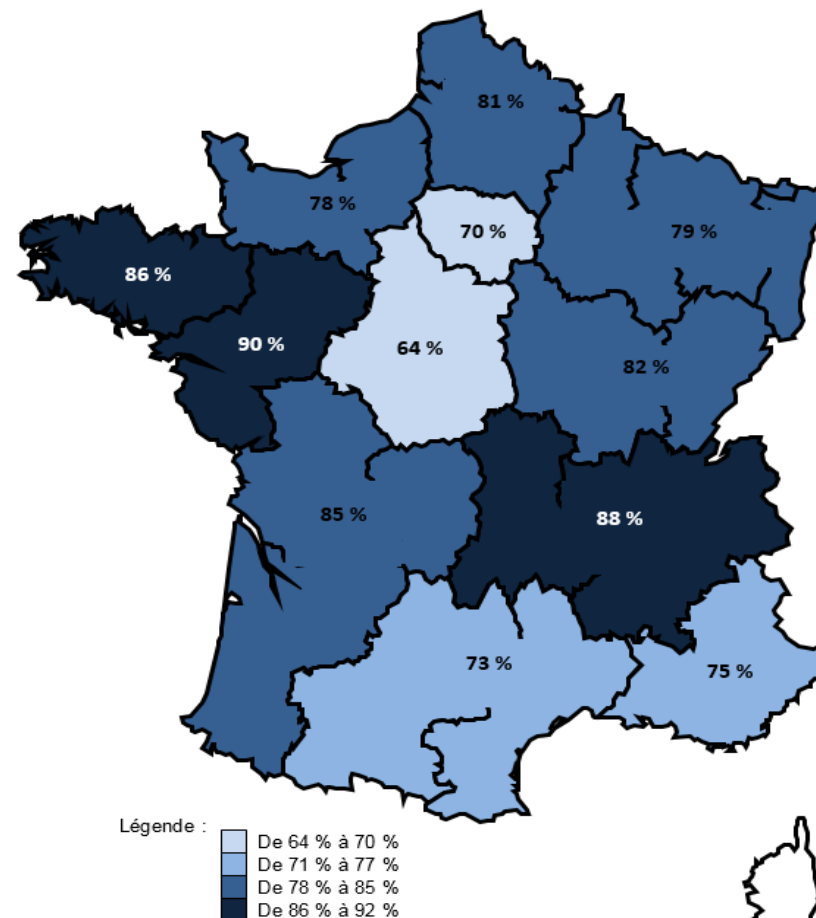 81 %
78 %
70 %
79 %
86 %
90 %
64 %
82 %
85 %
88 %
73 %
75 %
Légende :
De 64 % à 70 %
De 71 % à 77 %
De 78 % à 85 %
De 86 % à 92 %